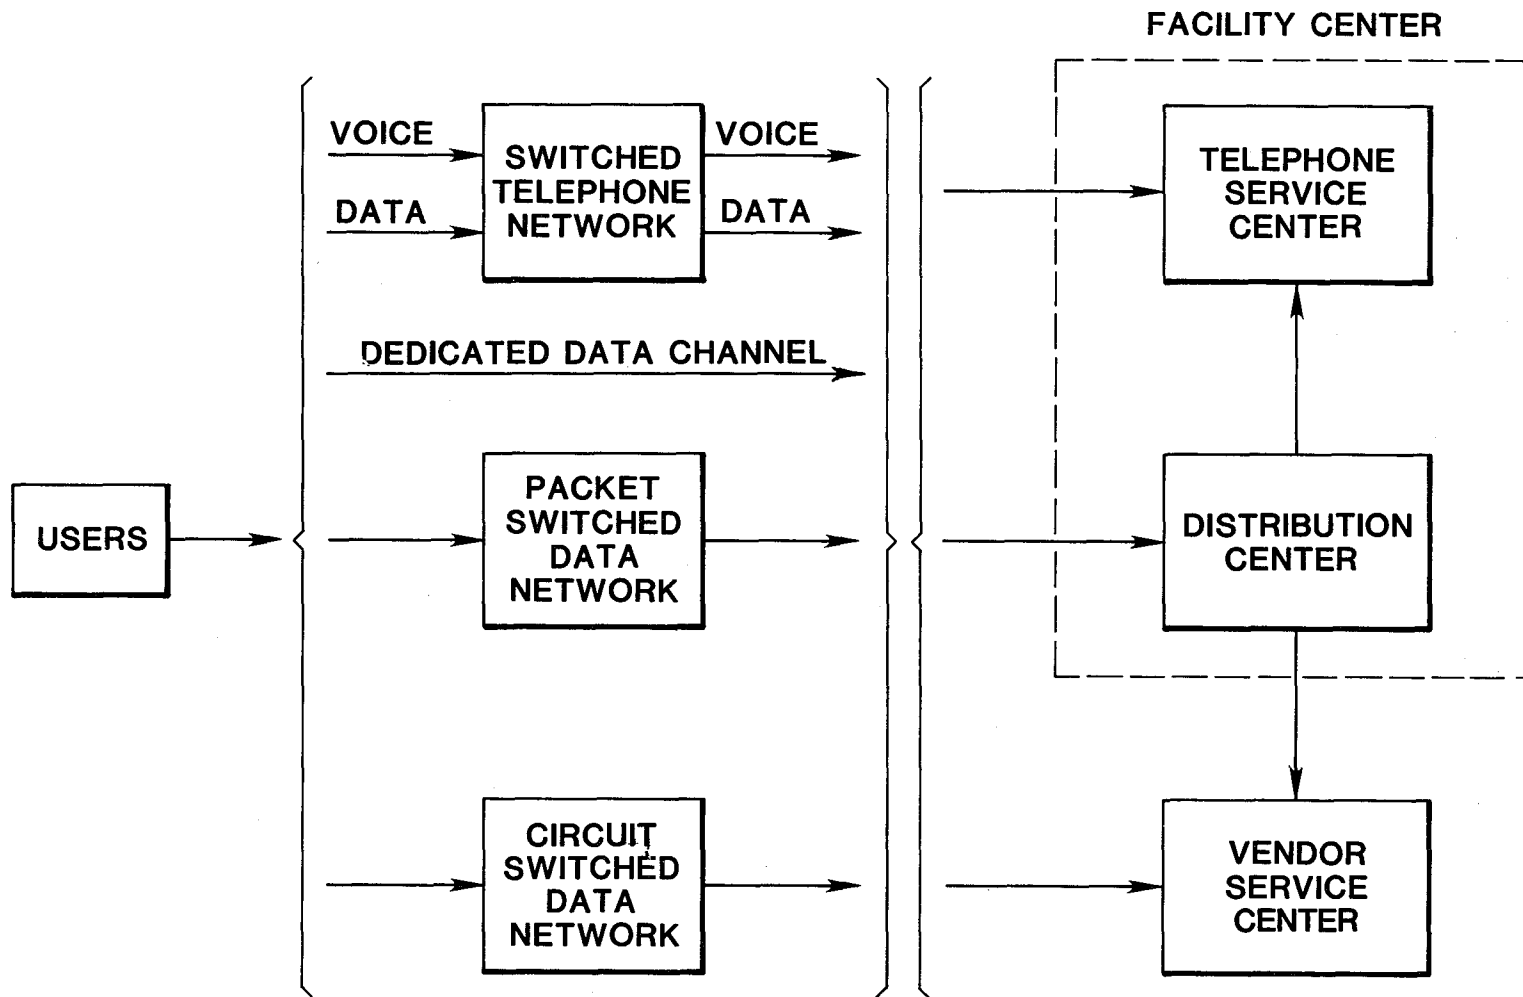 FACILITY CENTER
VOICE
DATA
SWITCHED
TELEPHONE
NETWORK
VOICE
DATA
TELEPHONE
SERVICE
CENTER
DEDICATED DATA CHANNEL
USERS
PACKET
SWITCHED
DATA
NETWORK
DISTRIBUTION
CENTER
CIRCUIT
SWITCHED
DATA
NETWORK
VENDOR
SERVICE
CENTER